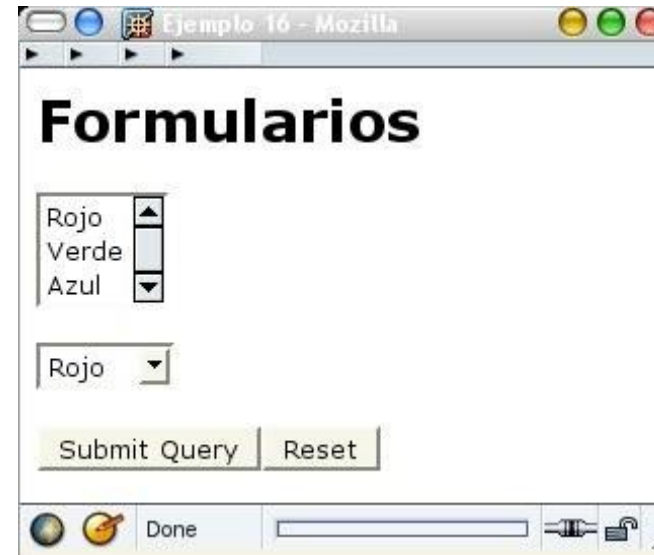 Ejemplo 16 - Mozilla
Formularios
Rojo
Verde
Azul
Rojo
Submit Query Reset
Done